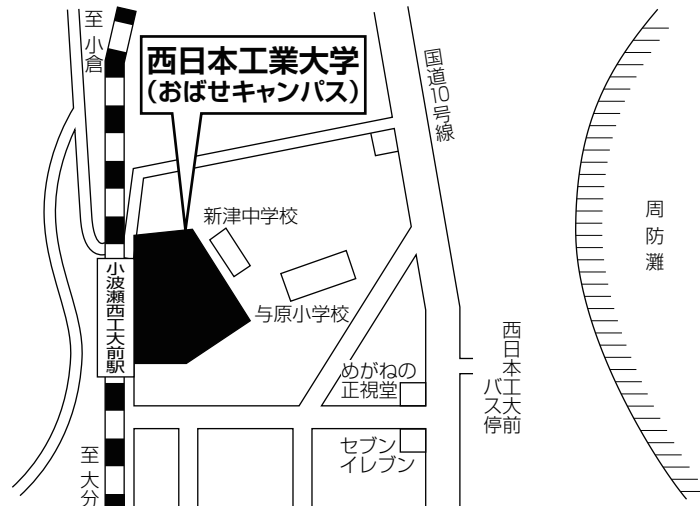 至 小倉
西日本工業大学
(おばせキャンパス)
国道10号線
新津中学校
周防灘
小波瀬西工大前駅
与原小学校
西日本工大前
バス停
めがねの
正視堂
セブン
イレブン
至 大分